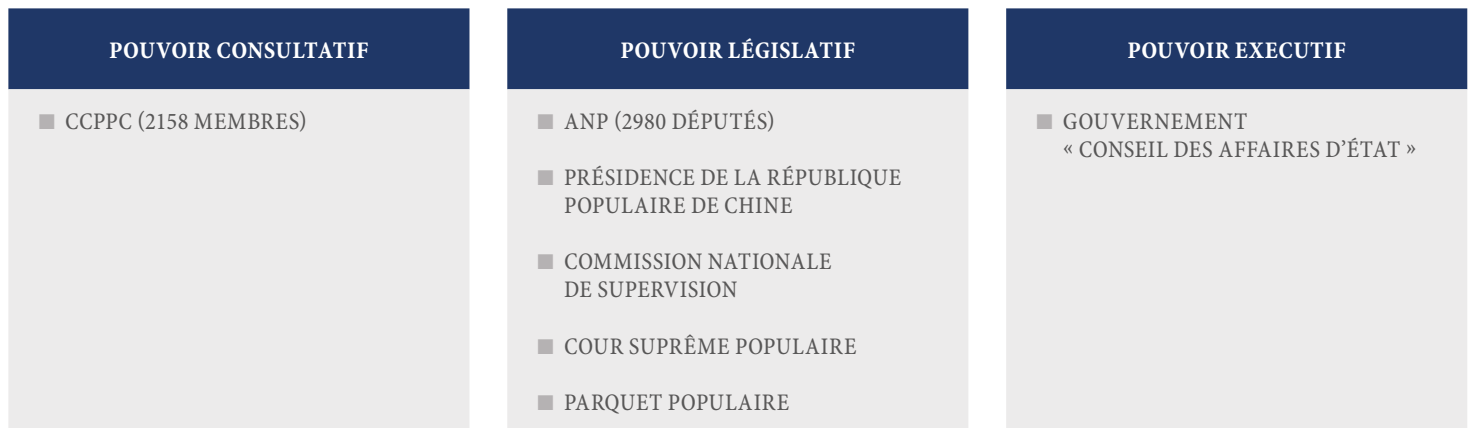 POUVOIR CONSULTATIF
CCPPC (2158 MEMBRES)
POUVOIR LÉGISLATIF
ANP (2980 DÉPUTÉS)
PRÉSIDENCE DE LA RÉPUBLIQUE
POPULAIRE DE CHINE
COMMISSION NATIONALE
DE SUPERVISION
COUR SUPRÊME POPULAIRE
PARQUET POPULAIRE
POUVOIR EXECUTIF
GOUVERNEMENT
« CONSEIL DES AFFAIRES D’ÉTAT »